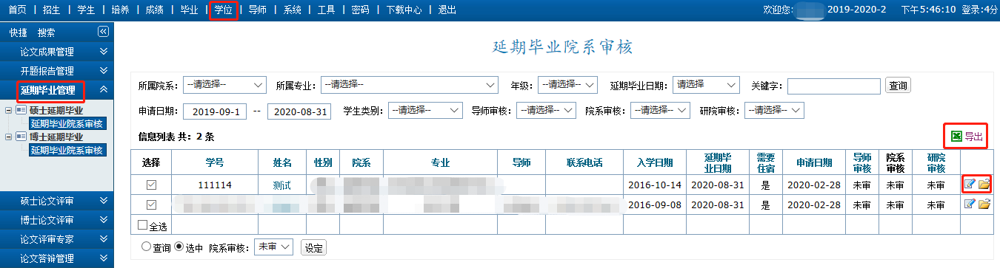 首页 | 招生 | 学生 | 培养 | 成绩 | 毕业 | 学位 | 导师 | 系统 | 工具 | 密码 | 下载中心 | 退出
欢迎您: 2019-2020-2 下午5:46:10 登录:4分
快捷 搜索
论文成果管理
开题报告管理
延期毕业管理
硕士延期毕业
延期毕业院系审核
博士延期毕业
延期毕业院系审核
硕士论文评审
博士论文评审
论文评审专家
论文答辩管理
延期毕业院系审核
所属院系: --请选择-- 所属专业: --请选择-- 年级: --请选择-- 延期毕业日期: 请选择 关键字: 查询
申请日期: 2019-09-1 -- 2020-08-31 学生类别: --请选择-- 导师审核: --请选择-- 院系审核: --请选择-- 研院审核: --请选择--
信息列表 共: 2 条 导出
选择 学号 姓名 性别 院系 专业 导师 联系电话 入学日期 延期毕业日期 需要住宿 申请日期 导师审核 院系审核 研院审核
111114 测试 2016-10-14 2020-08-31 是 2020-02-28 未审 未审 未审
2016-09-08 2020-08-31 是 2020-02-28 未审 未审 未审
全选
查询 选中 院系审核: 未审 设定